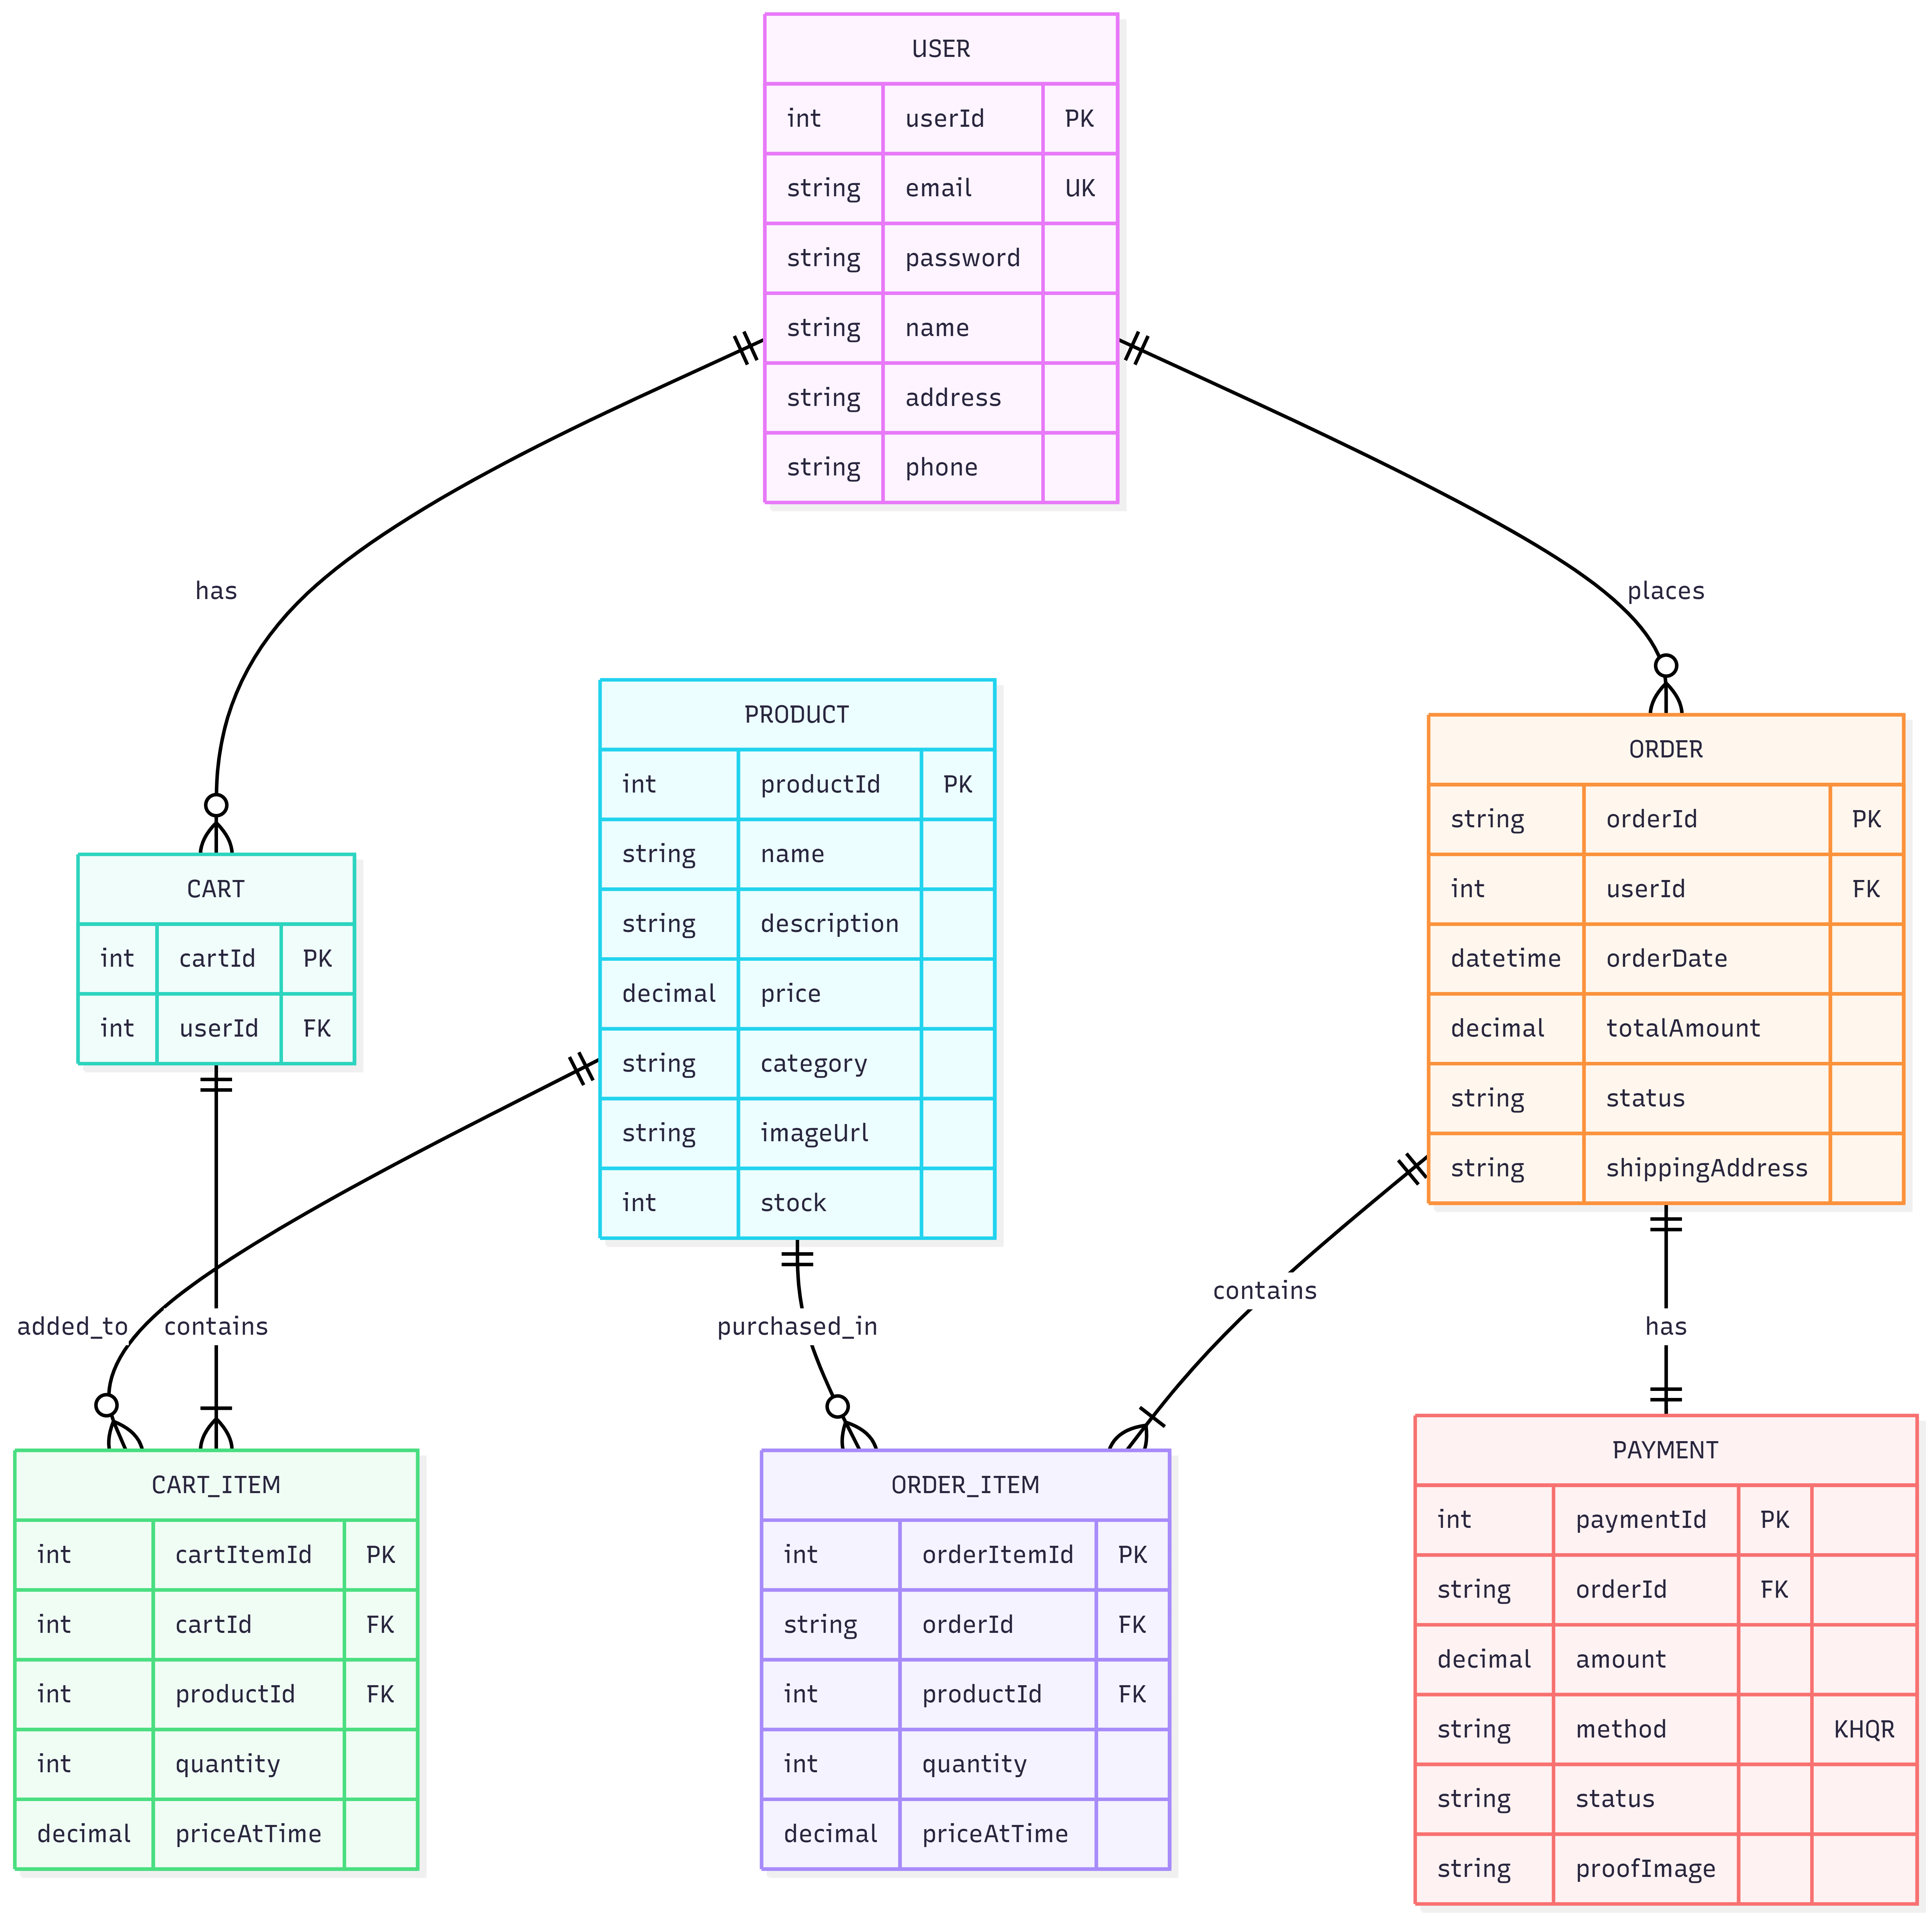 USER
int userId PK
string email UK
string password
string name
string address
string phone
has
places
PRODUCT
int productId PK
string name
string description
decimal price
string category
string imageUrl
int stock
ORDER
string orderId PK
int userId FK
datetime orderDate
decimal totalAmount
string status
string shippingAddress
CART
int cartId PK
int userId FK
added_to
contains
purchased_in
contains
has
CART_ITEM
int cartItemId PK
int cartId FK
int productId FK
int quantity
decimal priceAtTime
ORDER_ITEM
int orderItemId PK
string orderId FK
int productId FK
int quantity
decimal priceAtTime
PAYMENT
int paymentId PK
string orderId FK
decimal amount
string method KHQR
string status
string proofImage